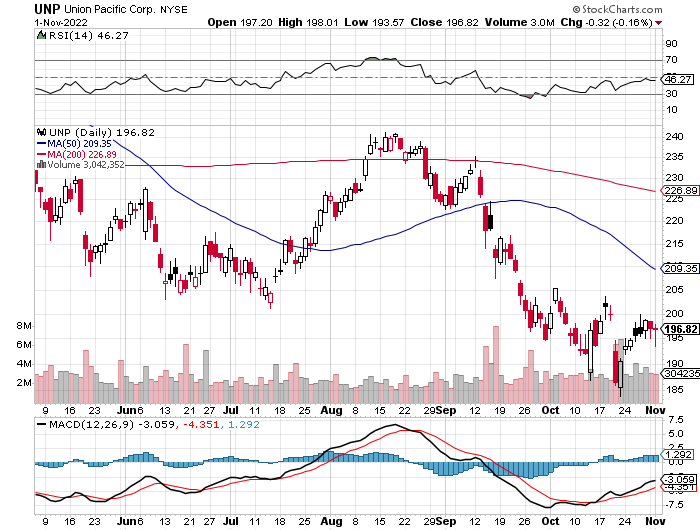 UNP Union Pacific Corp. NYSE © StockCharts.com
1-Nov-2022 Open 197.20 High 198.01 Low 193.57 Close 196.82 Volume 3.0M Chg -0.32 (-0.16%)
RSI(14) 46.27
90
70
50
46.27
30
10
UNP (Daily) 196.82
MA(50) 209.35
MA(200) 226.89
Volume 3,042,352
240
235
230
226.89
225
220
215
210
209.35
205
200
196.82
195
190
3042352
185
8M
6M
4M
2M
9 16 23 Jun 6 13 21 27 Jul 11 18 25 Aug 8 15 22 29 Sep 12 19 26 Oct 10 17 24 Nov
MACD(12,26,9) -3.059, -4.351, 1.292
7.5
5.0
2.5
1.292
0.0
-2.5
-3.059
-4.351
-7.5
9 16 23 Jun 6 13 21 27 Jul 11 18 25 Aug 8 15 22 29 Sep 12 19 26 Oct 10 17 24 Nov